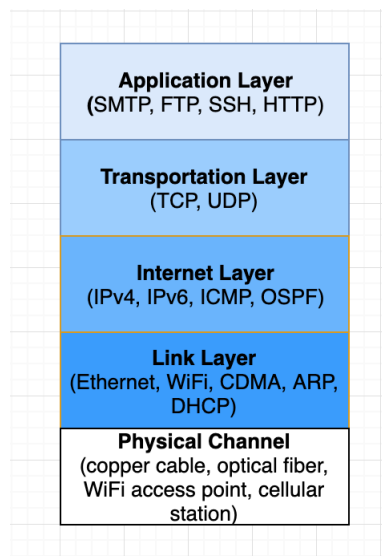 Application Layer
(SMTP, FTP, SSH, HTTP)
Transportation Layer
(TCP, UDP)
Internet Layer
(IPv4, IPv6, ICMP, OSPF)
Link Layer
(Ethernet, WiFi, CDMA, ARP,
DHCP)
Physical Channel
(copper cable, optical fiber,
WiFi access point, cellular
station)